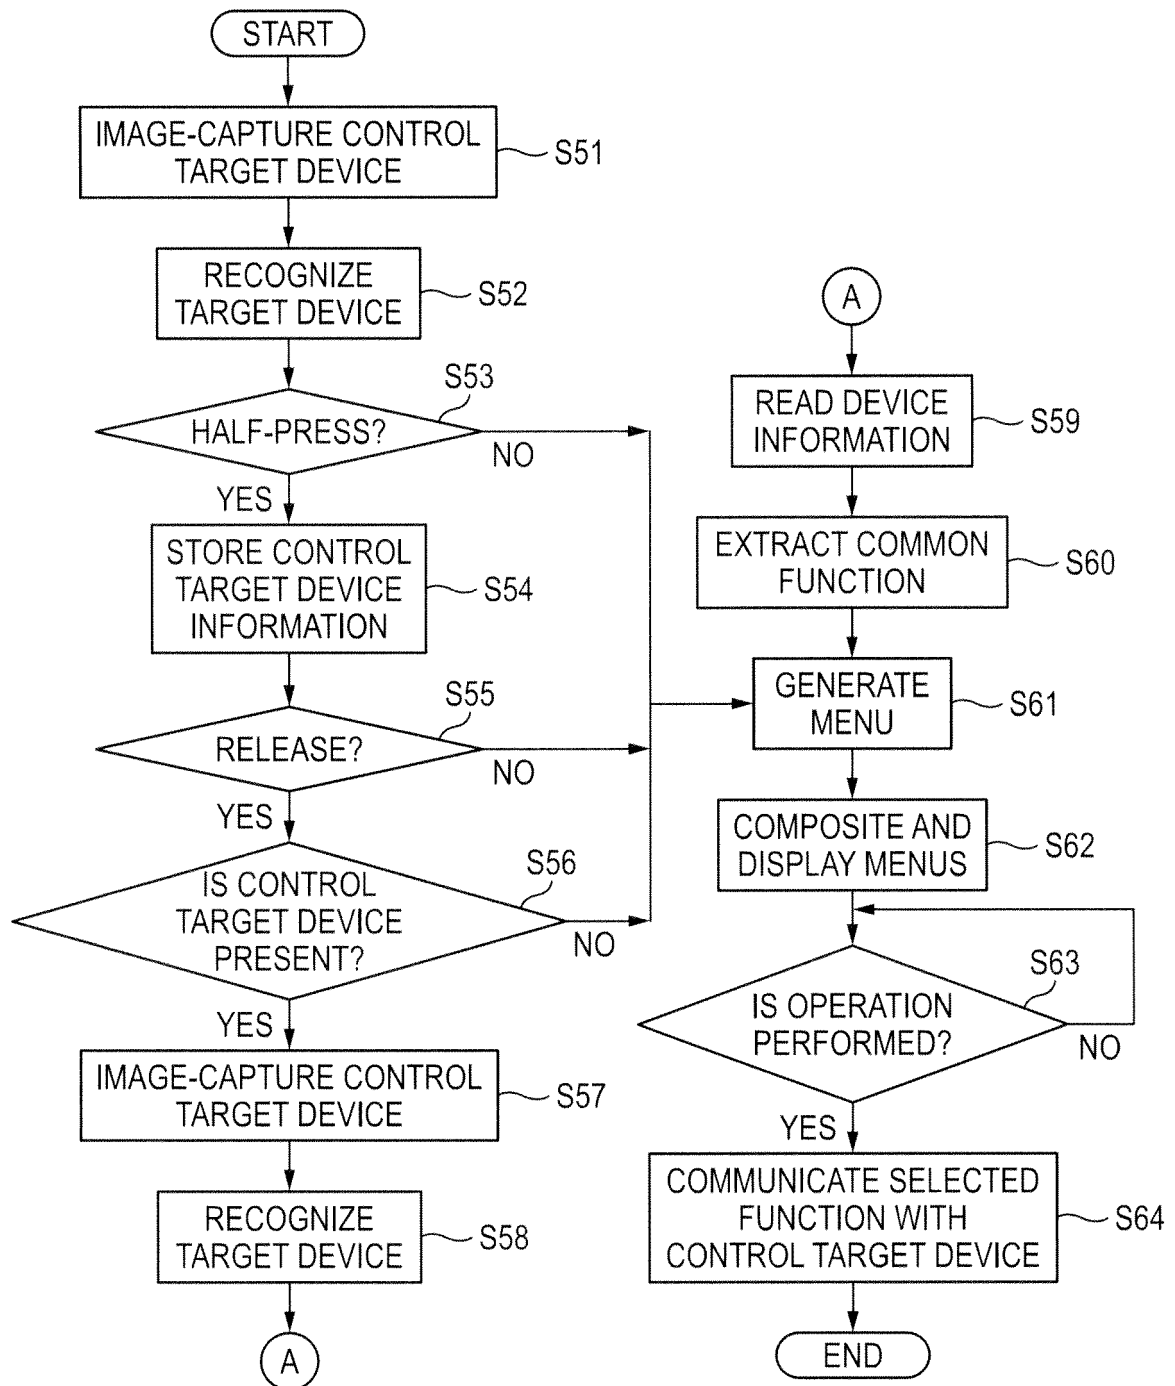 START
IMAGE-CAPTURE CONTROL
TARGET DEVICE
S51
RECOGNIZE
TARGET DEVICE
S52
HALF-PRESS?
S53
NO
YES
STORE CONTROL
TARGET DEVICE
INFORMATION
S54
RELEASE?
S55
NO
YES
IS CONTROL
TARGET DEVICE
PRESENT?
S56
NO
YES
IMAGE-CAPTURE CONTROL
TARGET DEVICE
S57
RECOGNIZE
TARGET DEVICE
S58
A
A
READ DEVICE
INFORMATION
S59
EXTRACT COMMON
FUNCTION
S60
GENERATE
MENU
S61
COMPOSITE AND
DISPLAY MENUS
S62
IS OPERATION
PERFORMED?
S63
NO
YES
COMMUNICATE SELECTED
FUNCTION WITH
CONTROL TARGET DEVICE
S64
END